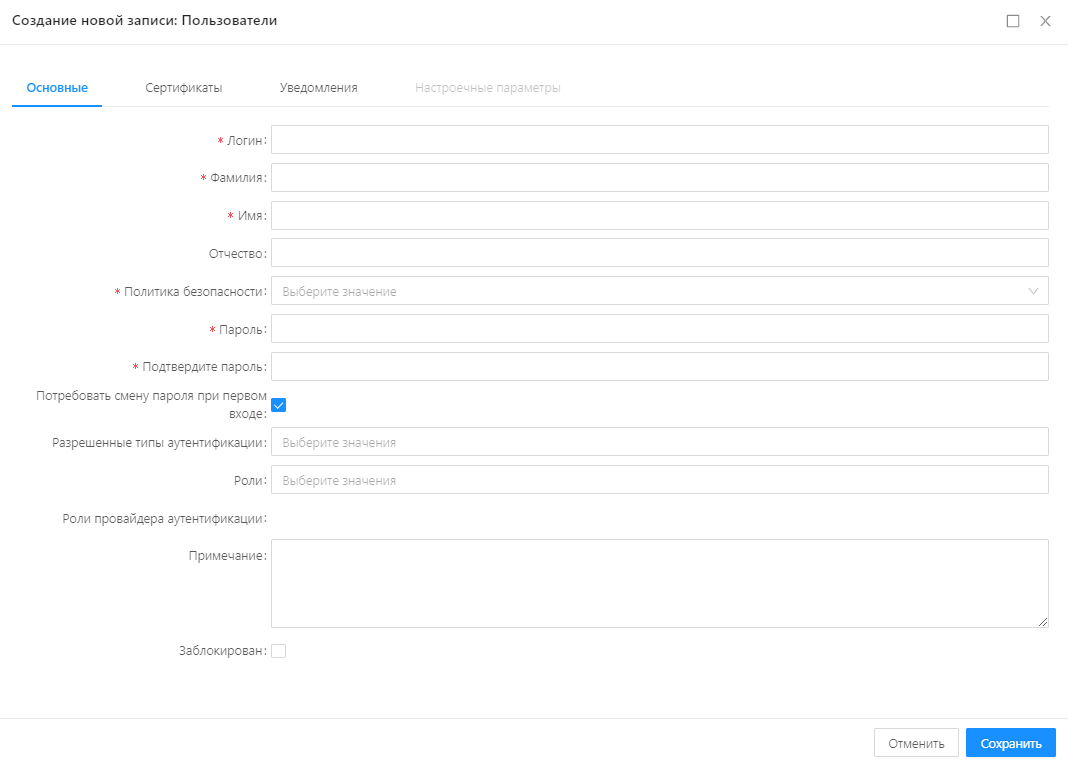 Создание новой записи: Пользователи
Основные Сертификаты Уведомления Настроечные параметры
* Логин:
* Фамилия:
* Имя:
Отчество:
* Политика безопасности: Выберите значение
* Пароль:
* Подтвердите пароль:
Потребовать смену пароля при первом
входе:
Разрешенные типы аутентификации: Выберите значения
Роли: Выберите значения
Роли провайдера аутентификации:
Примечание:
Заблокирован:
Отменить Сохранить